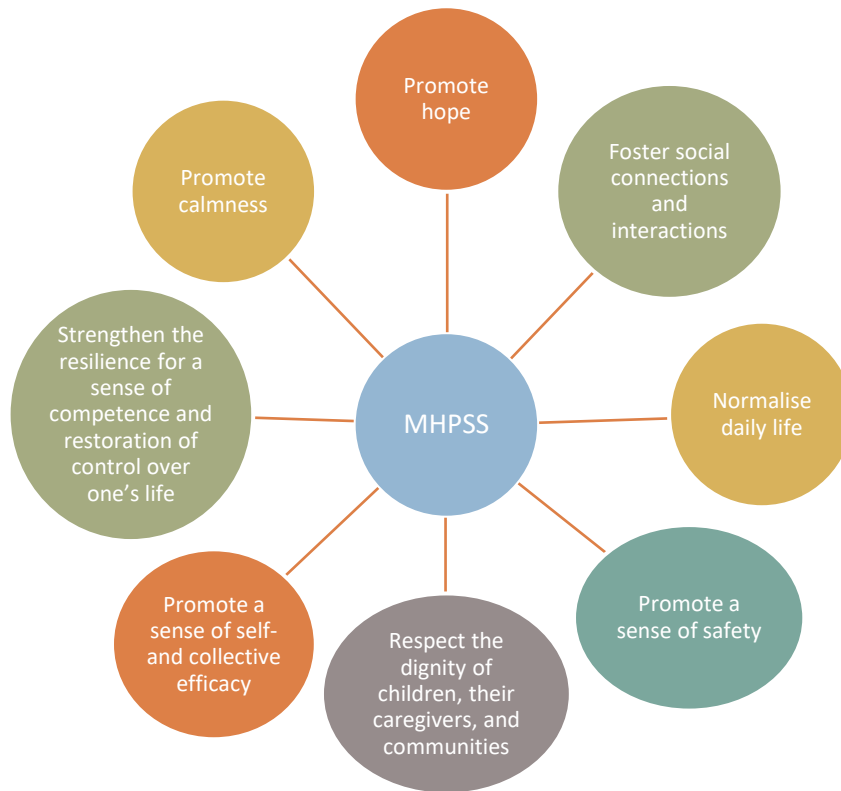 Promote
hope
Foster social
connections
and
interactions
Promote
calmness
Strengthen the
resilience for a
sense of
competence and
restoration of
control over
one’s life
MHPSS
Normalise
daily life
Promote a
sense of self-
and collective
efficacy
Respect the
dignity of
children, their
caregivers, and
communities
Promote a
sense of safety